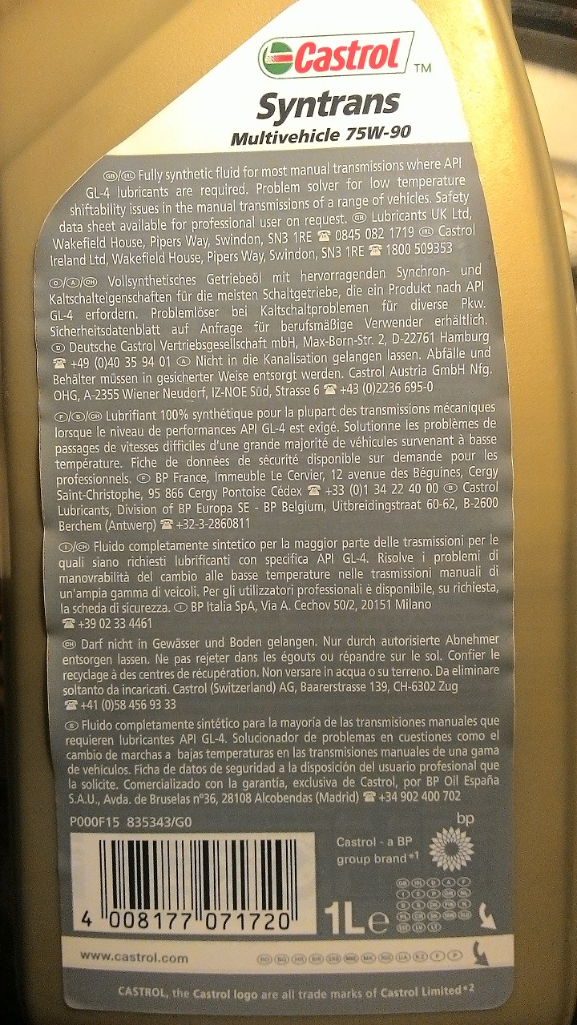 Castrol TM
Syntrans
Multivehicle 75W-90
GB/IRL Fully synthetic fluid for most manual transmissions where API
GL-4 lubricants are required. Problem solver for low temperature
shiftability issues in the manual transmissions of a range of vehicles. Safety
data sheet available for professional user on request. GB Lubricants UK Ltd,
Wakefield House, Pipers Way, Swindon, SN3 1RE ☎ 0845 082 1719 IRL Castrol
Ireland Ltd, Wakefield House, Pipers Way, Swindon, SN3 1RE ☎ 1800 509353
D/A/CH Vollsynthetisches Getriebeöl mit hervorragenden Synchron- und
Kaltschalteigenschaften für die meisten Schaltgetriebe, die ein Produkt nach API
GL-4 erfordern. Problemlöser bei Kaltschaltproblemen für diverse Pkw.
Sicherheitsdatenblatt auf Anfrage für berufsmäßige Verwender erhältlich.
D Deutsche Castrol Vertriebsgesellschaft mbH, Max-Born-Str. 2, D-22761 Hamburg
☎ +49 (0)40 35 94 01 A Nicht in die Kanalisation gelangen lassen. Abfälle und
Behälter müssen in gesicherter Weise entsorgt werden. Castrol Austria GmbH Nfg.
OHG, A-2355 Wiener Neudorf, IZ-NOE Süd, Strasse 6 ☎ +43 (0)2236 695-0
F/B/CH Lubrifiant 100% synthétique pour la plupart des transmissions mécaniques
lorsque le niveau de performances API GL-4 est exigé. Solutionne les problèmes de
passages de vitesses difficiles d'une grande majorité de véhicules survenant à basse
température. Fiche de données de sécurité disponible sur demande pour les
professionnels. F BP France, Immeuble Le Cervier, 12 avenue des Béguines, Cergy
Saint-Christophe, 95 866 Cergy Pontoise Cédex ☎ +33 (0)1 34 22 40 00 B Castrol
Lubricants, Division of BP Europa SE - BP Belgium, Uitbreidingstraat 60-62, B-2600
Berchem (Antwerp) ☎ +32-3-2860811
I/CH Fluido completamente sintetico per la maggior parte delle trasmissioni per le
quali siano richiesti lubrificanti con specifica API GL-4. Risolve i problemi di
manovrabilità del cambio alle basse temperature nelle trasmissioni manuali di
un'ampia gamma di veicoli. Per gli utilizzatori professionali è disponibile, su richiesta,
la scheda di sicurezza. I BP Italia SpA, Via A. Cechov 50/2, 20151 Milano
☎ +39 02 33 4461
CH Darf nicht in Gewässer und Boden gelangen. Nur durch autorisierte Abnehmer
entsorgen lassen. Ne pas rejeter dans les égouts ou répandre sur le sol. Confier le
recyclage à des centres de récupération. Non versare in acqua o su terreno. Da eliminare
soltanto da incaricati. Castrol (Switzerland) AG, Baarerstrasse 139, CH-6302 Zug
☎ +41 (0)58 456 93 33
E Fluido completamente sintético para la mayoría de las transmisiones manuales que
requieren lubricantes API GL-4. Solucionador de problemas en cuestiones como el
cambio de marchas a bajas temperaturas en las transmisiones manuales de una gama
de vehículos. Ficha de datos de seguridad a la disposición del usuario profesional que
la solicite. Comercializado con la garantía, exclusiva de Castrol, por BP Oil España
S.A.U., Avda. de Bruselas nº36, 28108 Alcobendas (Madrid) ☎ +34 902 400 702
P000F15 835343/G0
bp
Castrol - a BP
group brand*1
4 008177 071720
1L e
www.castrol.com
CASTROL, the Castrol logo are all trade marks of Castrol Limited*2